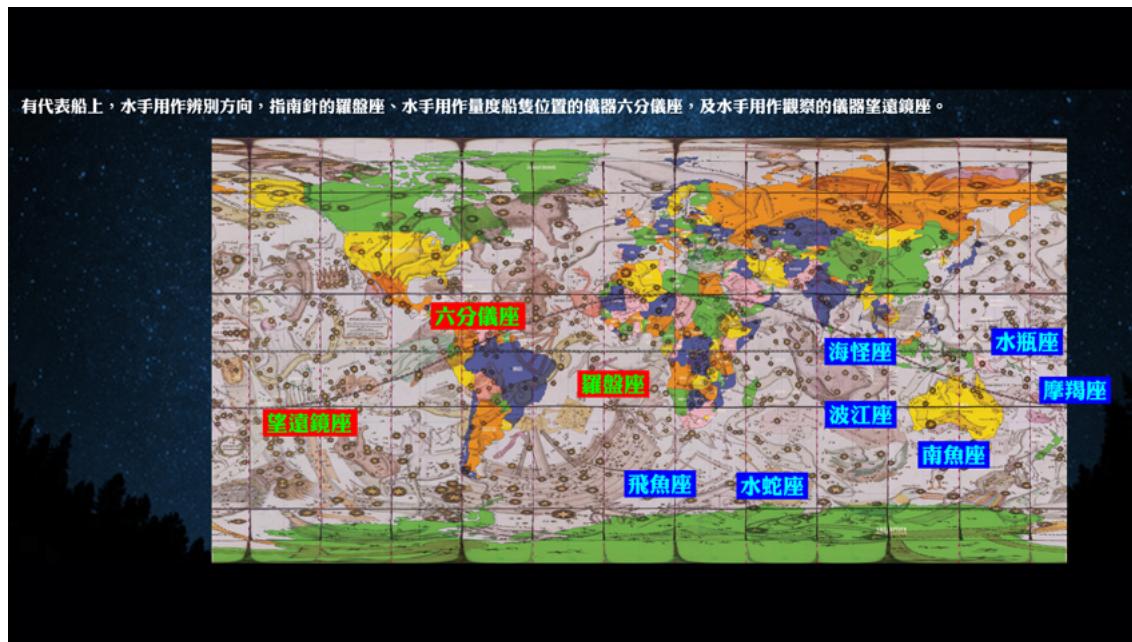 有代表船上，水手用作辨別方向，指南針的羅盤座、水手用作量度船隻位置的儀器六分儀座，及水手用作觀察的儀器望遠鏡座。
六分儀座
水瓶座
海怪座
羅盤座
摩羯座
望遠鏡座
波江座
南魚座
飛魚座
水蛇座